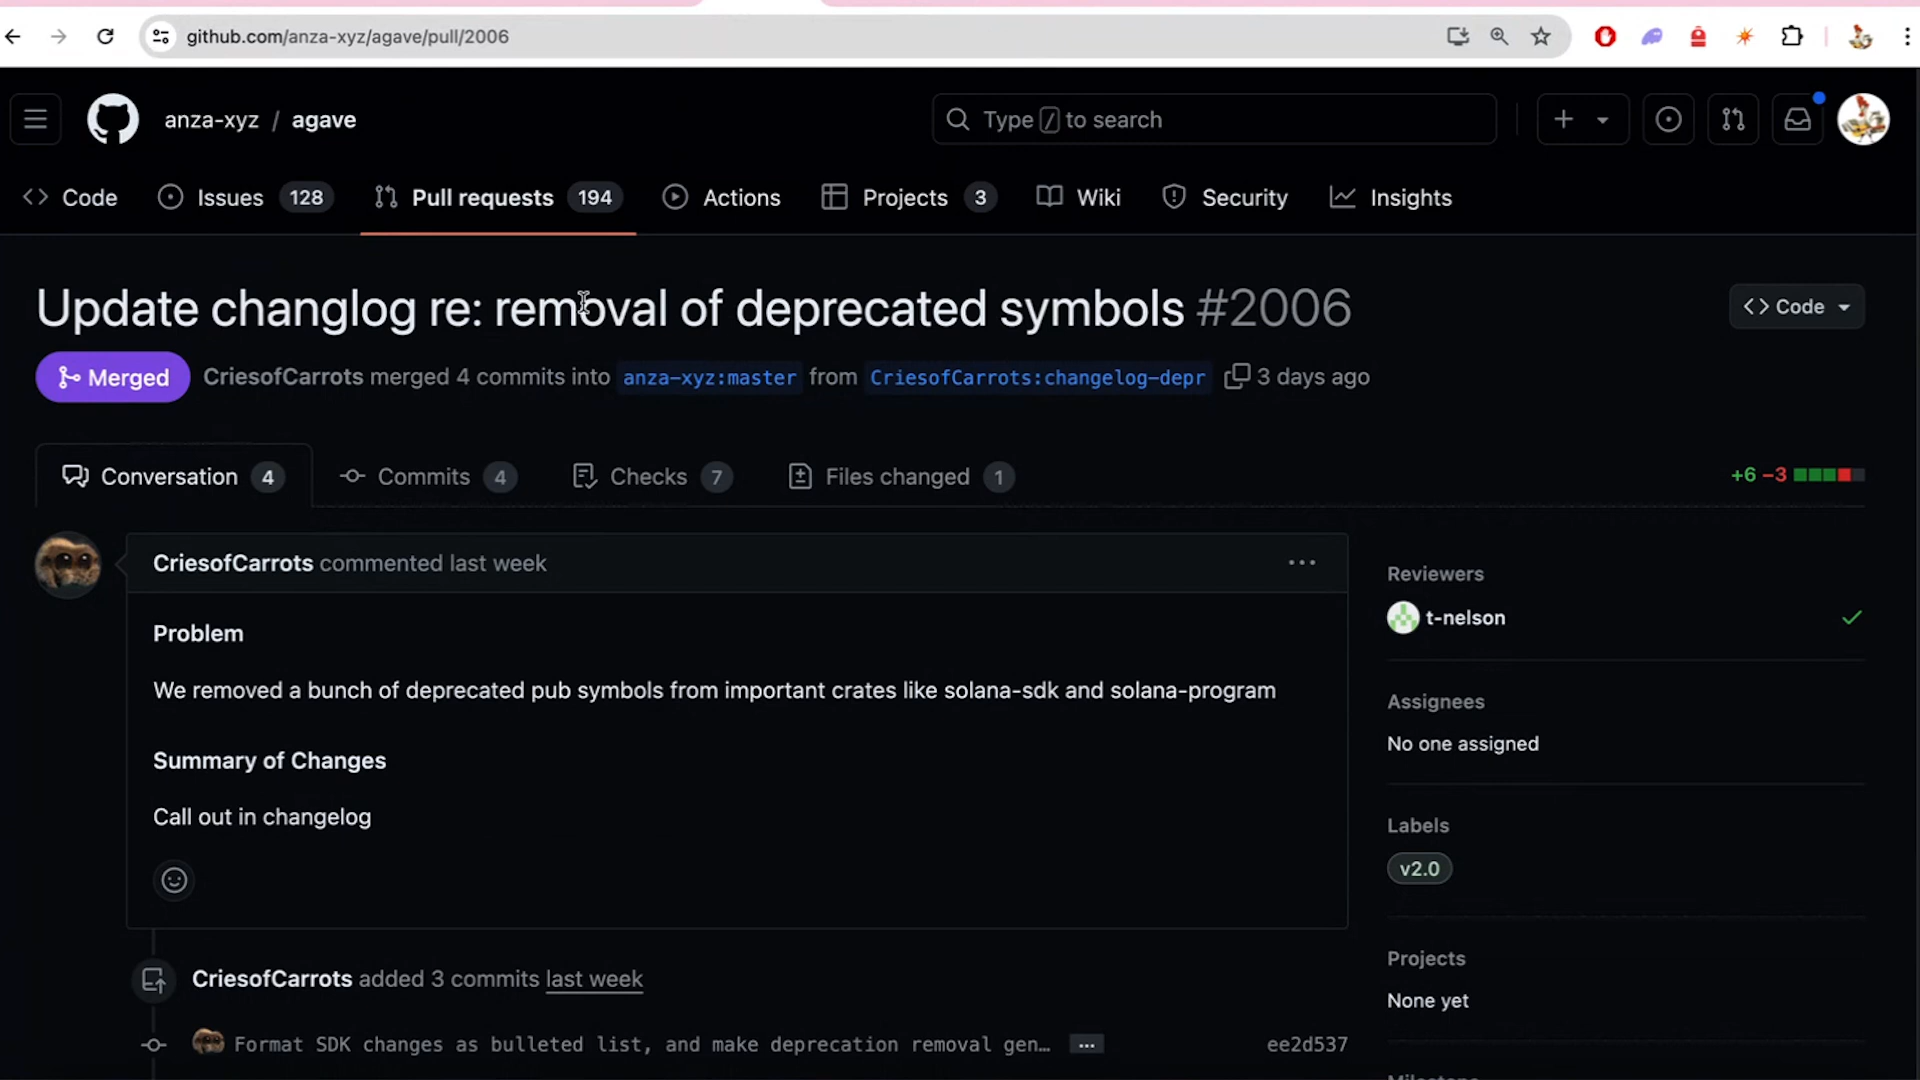 github.com/anza-xyz/agave/pull/2006
anza-xyz / agave
Type / to search
Code
Issues 128
Pull requests 194
Actions
Projects 3
Wiki
Security
Insights
Update changlog re: removal of deprecated symbols #2006
Code
Merged
CriesofCarrots merged 4 commits into anza-xyz:master from CriesofCarrots:changelog-depr 3 days ago
Conversation 4
Commits 4
Checks 7
Files changed 1
+6 −3
CriesofCarrots commented last week
Problem
We removed a bunch of deprecated pub symbols from important crates like solana-sdk and solana-program
Summary of Changes
Call out in changelog
CriesofCarrots added 3 commits last week
Format SDK changes as bulleted list, and make deprecation removal gen… ee2d537
Reviewers
t-nelson
Assignees
No one assigned
Labels
v2.0
Projects
None yet